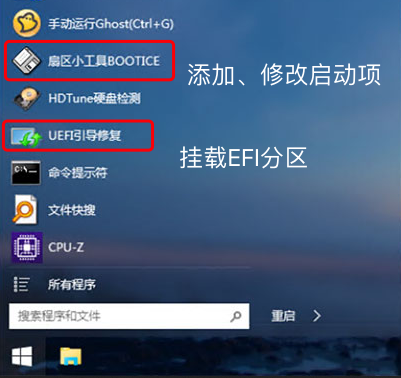 手动运行Ghost(Ctrl+G)
扇区小工具BOOTICE
添加、修改启动项
HDTune硬盘检测
UEFI引导修复
挂载EFI分区
命令提示符
C:\_
文件快搜
CPU-Z
所有程序
搜索程序和文件
重启